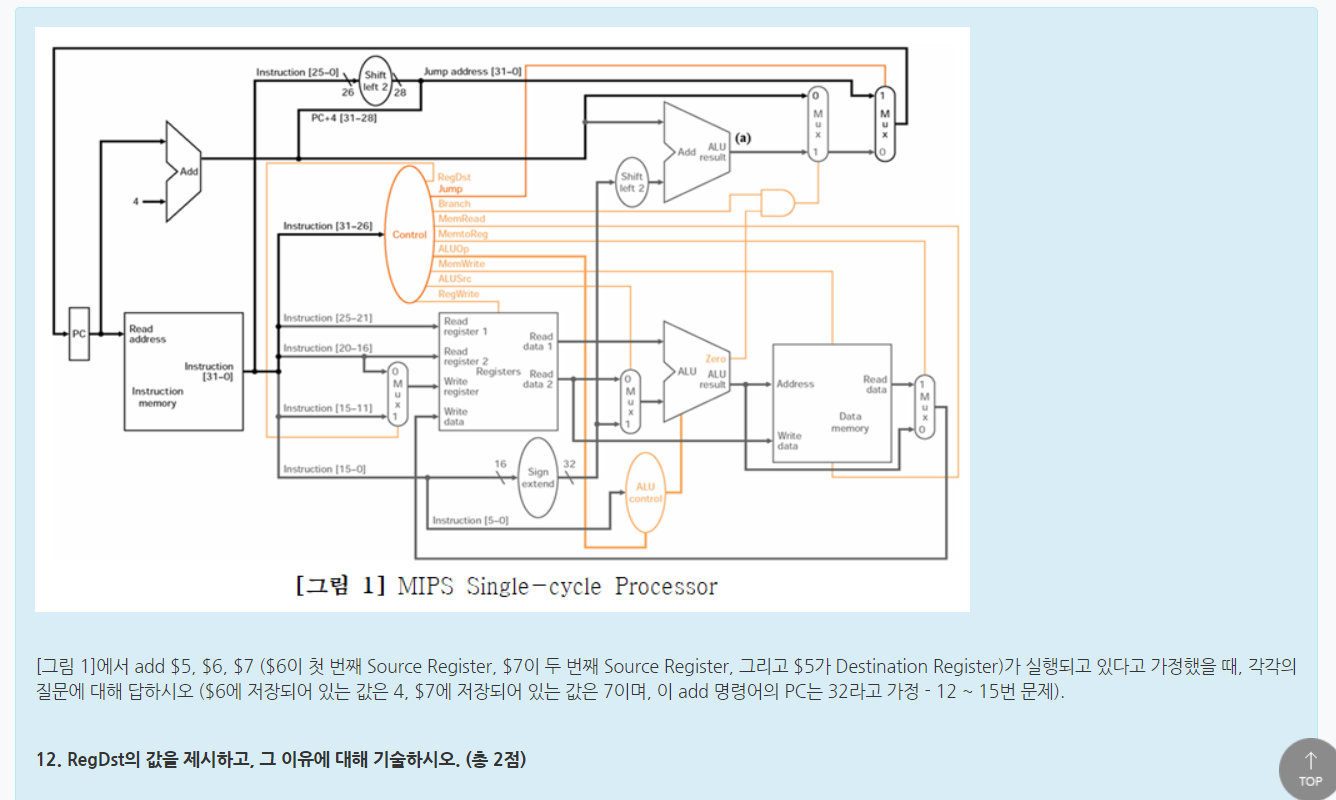 Instruction [25–0]
Shift
left 2
Jump address [31–0]
26
28
PC+4 [31–28]
Add
4
RegDst
Jump
Branch
MemRead
MemtoReg
ALUOp
MemWrite
ALUSrc
RegWrite
Control
Instruction [31–26]
Add
ALU
result
(a)
Shift
left 2
0
M
u
x
1
1
M
u
x
0
PC
Read
address
Instruction
[31–0]
Instruction
memory
Instruction [25–21]
Instruction [20–16]
Instruction [15–11]
Instruction [15–0]
0
M
u
x
1
Read
register 1
Read
register 2
Write
register
Write
data
Registers
Read
data 1
Read
data 2
0
M
u
x
1
Zero
ALU
ALU
result
Address
Read
data
Data
memory
Write
data
1
M
u
x
0
16
Sign
extend
32
ALU
control
Instruction [5–0]
[그림 1] MIPS Single-cycle Processor
[그림 1]에서 add $5, $6, $7 ($6이 첫 번째 Source Register, $7이 두 번째 Source Register, 그리고 $5가 Destination Register)가 실행되고 있다고 가정했을 때, 각각의
질문에 대해 답하시오 ($6에 저장되어 있는 값은 4, $7에 저장되어 있는 값은 7이며, 이 add 명령어의 PC는 32라고 가정 - 12 ~ 15번 문제).
12. RegDst의 값을 제시하고, 그 이유에 대해 기술하시오. (총 2점)
↑
TOP